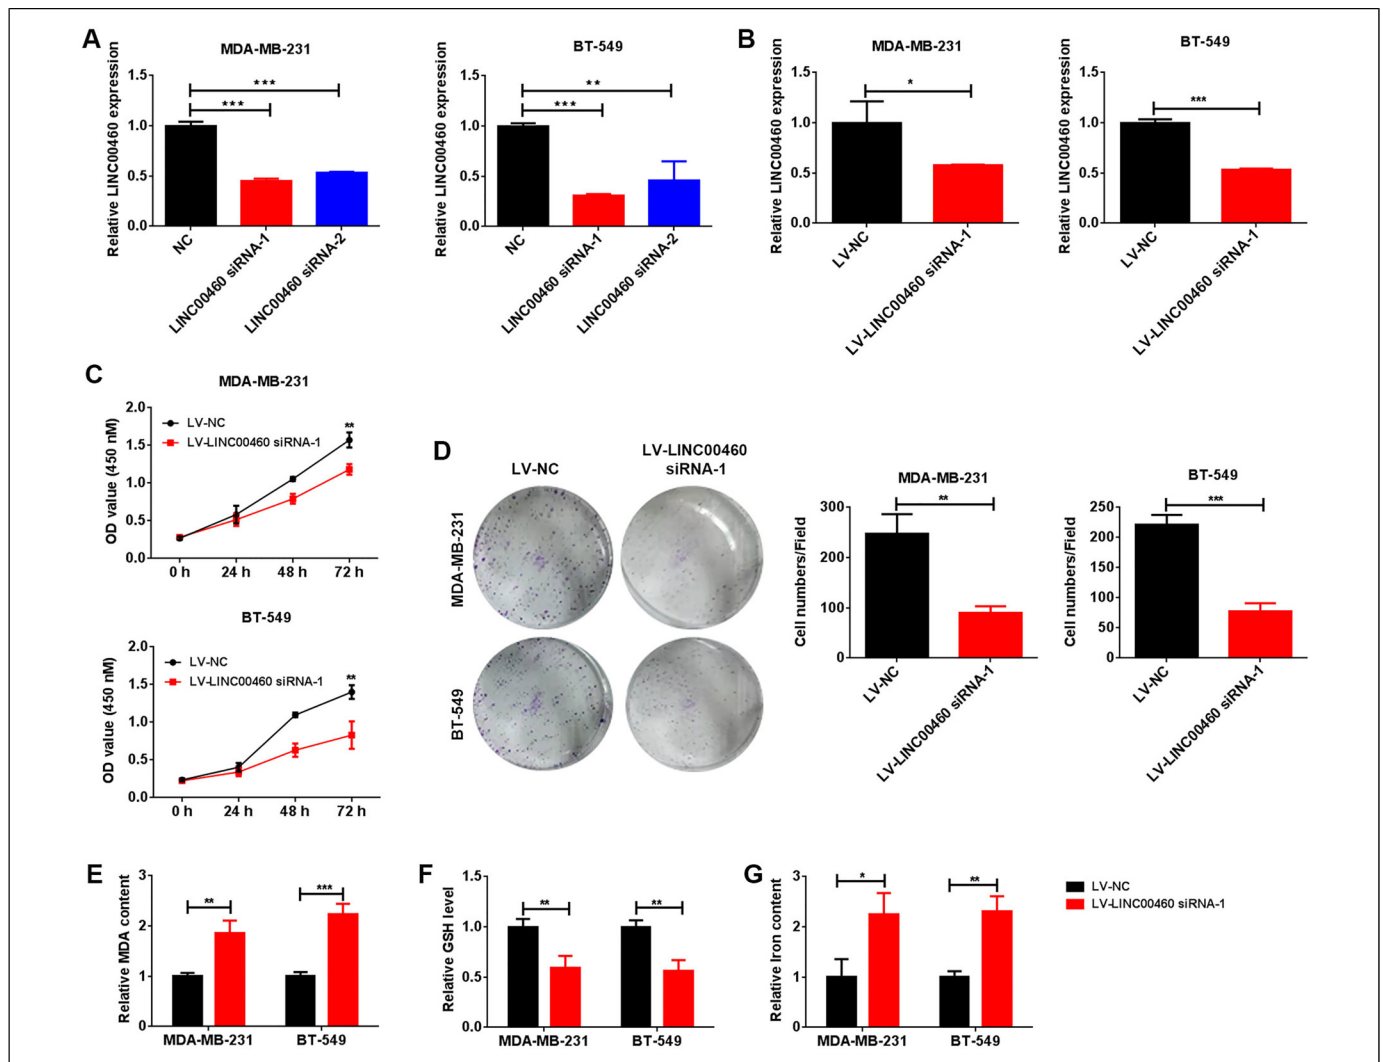 A
MDA-MB-231
Relative LINC00460 expression
1.5
1.0
0.5
0.0
***
***
NC
LINC00460 siRNA-1
LINC00460 siRNA-2
BT-549
Relative LINC00460 expression
1.5
1.0
0.5
0.0
**
***
NC
LINC00460 siRNA-1
LINC00460 siRNA-2
B
MDA-MB-231
Relative LINC00460 expression
1.5
1.0
0.5
0.0
*
LV-NC
LV-LINC00460 siRNA-1
BT-549
Relative LINC00460 expression
1.5
1.0
0.5
0.0
***
LV-NC
LV-LINC00460 siRNA-1
C
MDA-MB-231
OD value (450 nM)
2.0
1.5
1.0
0.5
0.0
LV-NC
LV-LINC00460 siRNA-1
**
0 h 24 h 48 h 72 h
BT-549
OD value (450 nM)
2.0
1.5
1.0
0.5
0.0
LV-NC
LV-LINC00460 siRNA-1
**
0 h 24 h 48 h 72 h
D
LV-NC
LV-LINC00460
siRNA-1
MDA-MB-231
BT-549
MDA-MB-231
Cell numbers/Field
300
200
100
0
**
LV-NC
LV-LINC00460 siRNA-1
BT-549
Cell numbers/Field
250
200
150
100
50
0
***
LV-NC
LV-LINC00460 siRNA-1
E
Relative MDA content
3
2
1
0
**
***
MDA-MB-231 BT-549
F
Relative GSH level
1.5
1.0
0.5
0.0
**
**
MDA-MB-231 BT-549
G
Relative Iron content
3
2
1
0
*
**
MDA-MB-231 BT-549
LV-NC
LV-LINC00460 siRNA-1